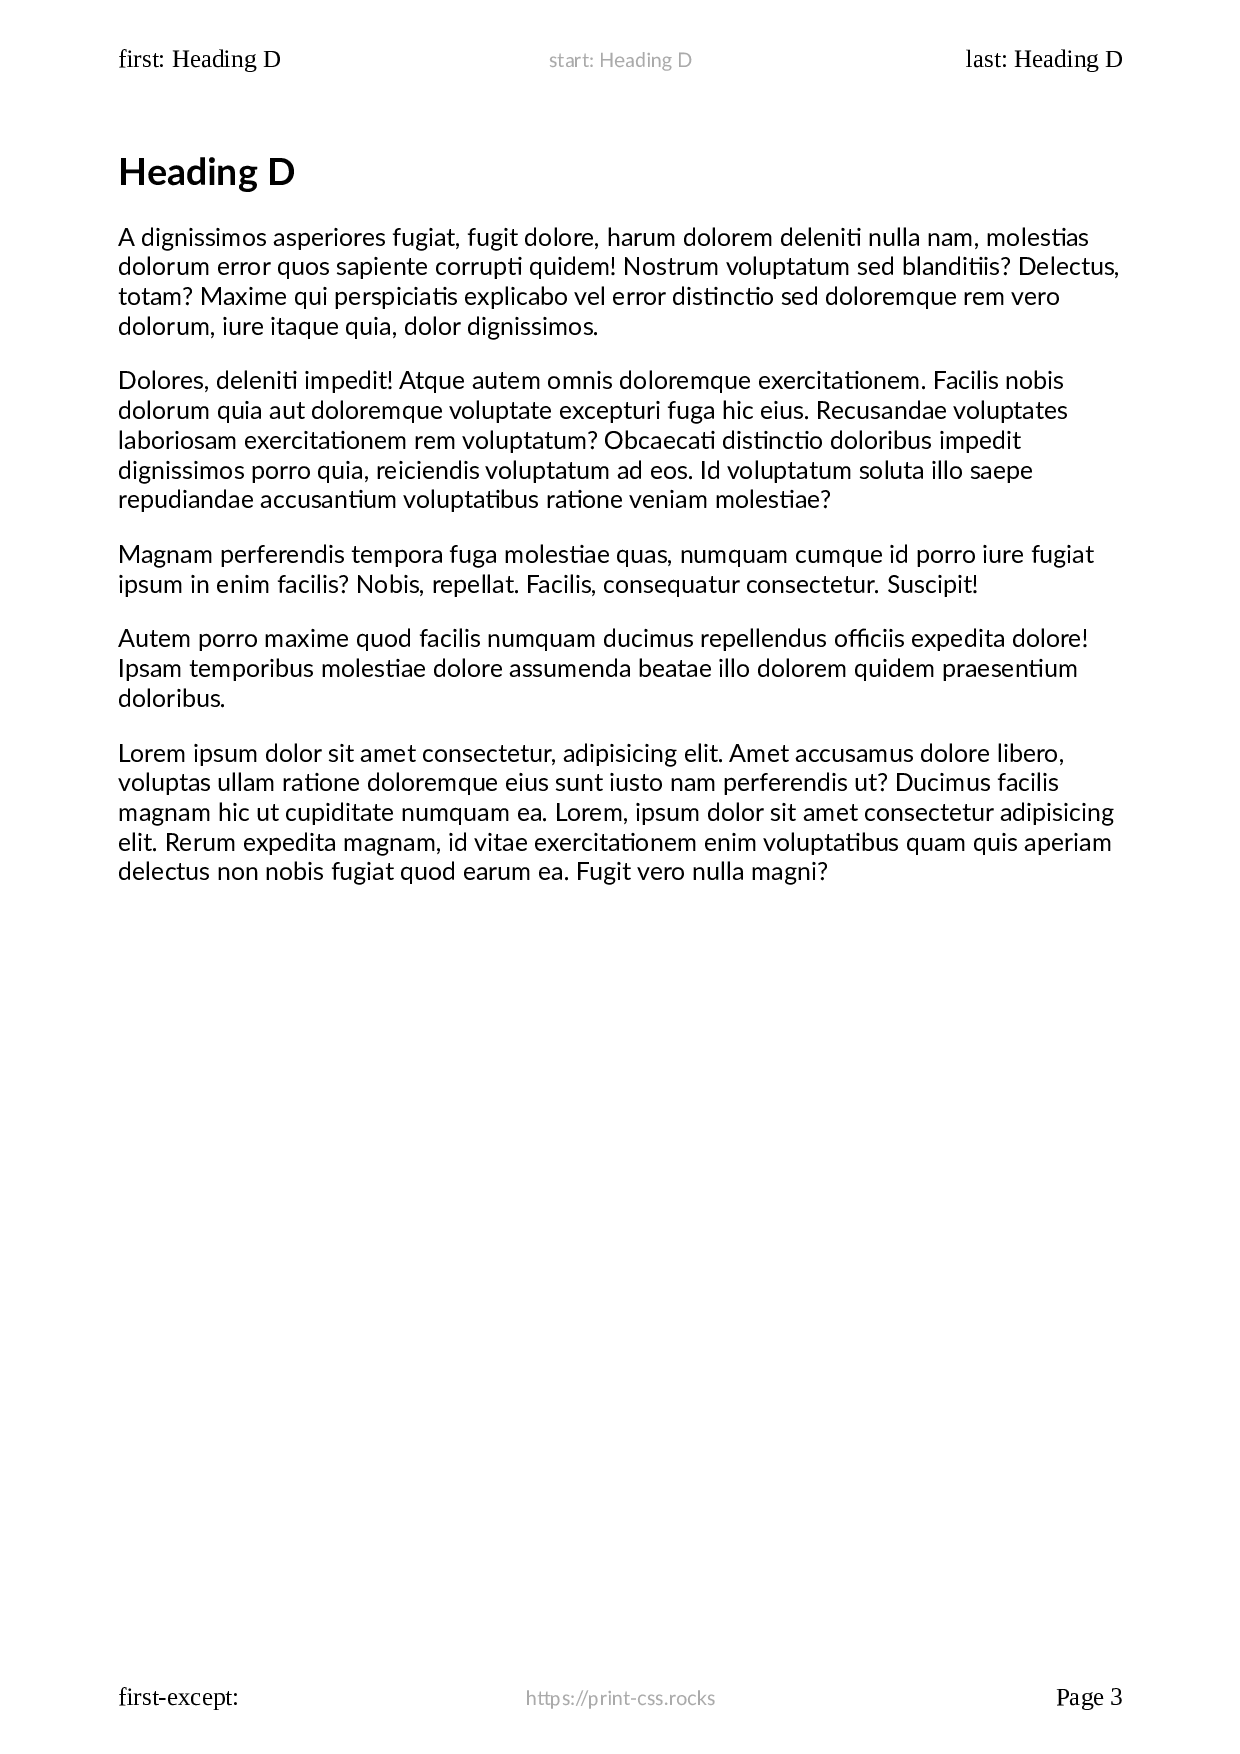 first: Heading D
start: Heading D
last: Heading D
Heading D
A dignissimos asperiores fugiat, fugit dolore, harum dolorem deleniti nulla nam, molestias
dolorum error quos sapiente corrupti quidem! Nostrum voluptatum sed blanditiis? Delectus,
totam? Maxime qui perspiciatis explicabo vel error distinctio sed doloremque rem vero
dolorum, iure itaque quia, dolor dignissimos.
Dolores, deleniti impedit! Atque autem omnis doloremque exercitationem. Facilis nobis
dolorum quia aut doloremque voluptate excepturi fuga hic eius. Recusandae voluptates
laboriosam exercitationem rem voluptatum? Obcaecati distinctio doloribus impedit
dignissimos porro quia, reiciendis voluptatum ad eos. Id voluptatum soluta illo saepe
repudiandae accusantium voluptatibus ratione veniam molestiae?
Magnam perferendis tempora fuga molestiae quas, numquam cumque id porro iure fugiat
ipsum in enim facilis? Nobis, repellat. Facilis, consequatur consectetur. Suscipit!
Autem porro maxime quod facilis numquam ducimus repellendus officiis expedita dolore!
Ipsam temporibus molestiae dolore assumenda beatae illo dolorem quidem praesentium
doloribus.
Lorem ipsum dolor sit amet consectetur, adipisicing elit. Amet accusamus dolore libero,
voluptas ullam ratione doloremque eius sunt iusto nam perferendis ut? Ducimus facilis
magnam hic ut cupiditate numquam ea. Lorem, ipsum dolor sit amet consectetur adipisicing
elit. Rerum expedita magnam, id vitae exercitationem enim voluptatibus quam quis aperiam
delectus non nobis fugiat quod earum ea. Fugit vero nulla magni?
first-except:
https://print-css.rocks
Page 3